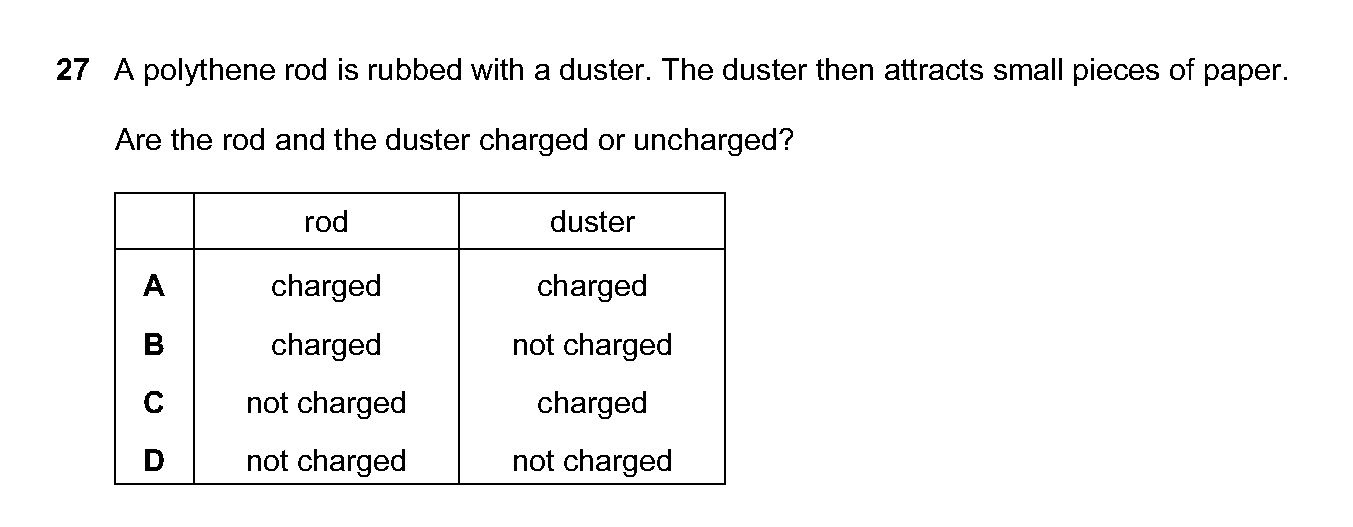 27 A polythene rod is rubbed with a duster. The duster then attracts small pieces of paper.
Are the rod and the duster charged or uncharged?
rod duster
A charged charged
B charged not charged
C not charged charged
D not charged not charged